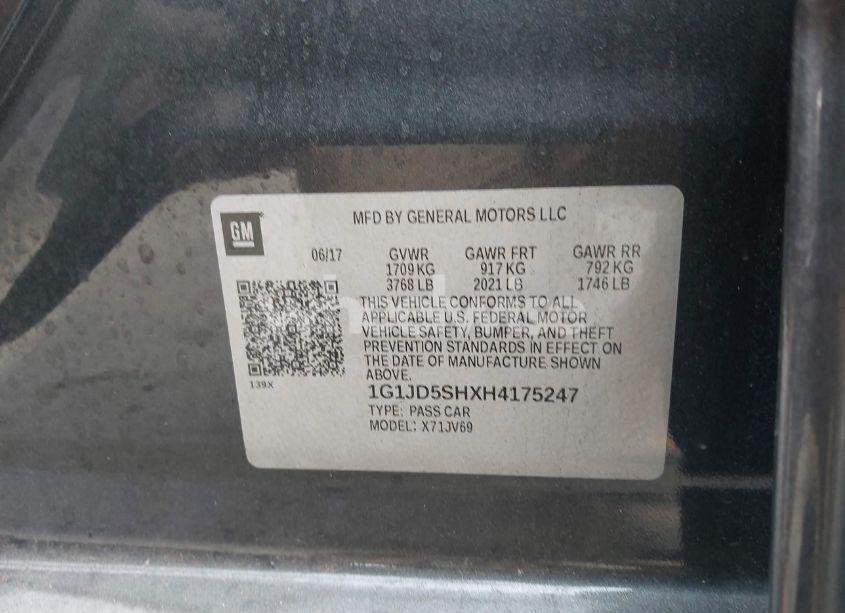 MFD BY GENERAL MOTORS LLC
GM
06/17 GVWR GAWR FRT GAWR RR
1709 KG 917 KG 792 KG
3768 LB 2021 LB 1746 LB
THIS VEHICLE CONFORMS TO ALL
APPLICABLE U.S. FEDERAL MOTOR
VEHICLE SAFETY, BUMPER, AND THEFT
PREVENTION STANDARDS IN EFFECT ON
THE DATE OF MANUFACTURE SHOWN
ABOVE.
139X
1G1JD5SHXH4175247
TYPE: PASS CAR
MODEL: X71JV69